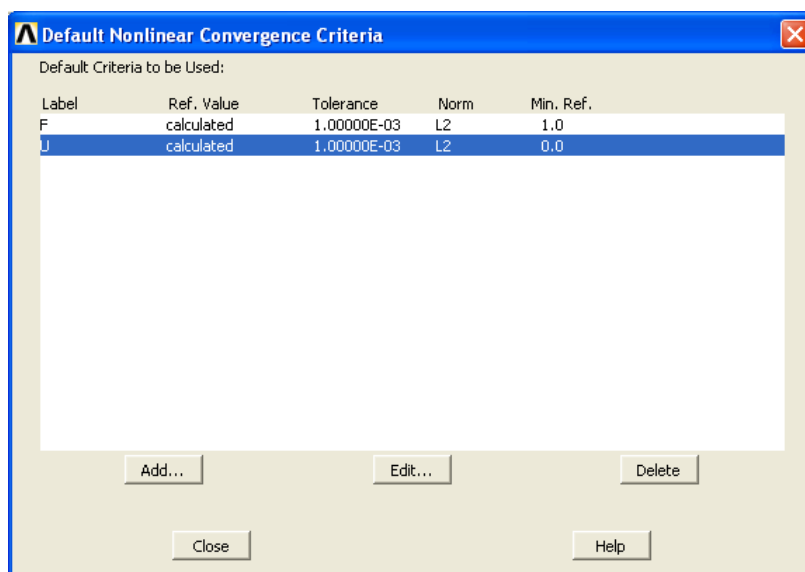 Default Nonlinear Convergence Criteria
Default Criteria to be Used:
Label Ref. Value Tolerance Norm Min. Ref.
F calculated 1.00000E-03 L2 1.0
U calculated 1.00000E-03 L2 0.0
Add... Edit... Delete
Close Help